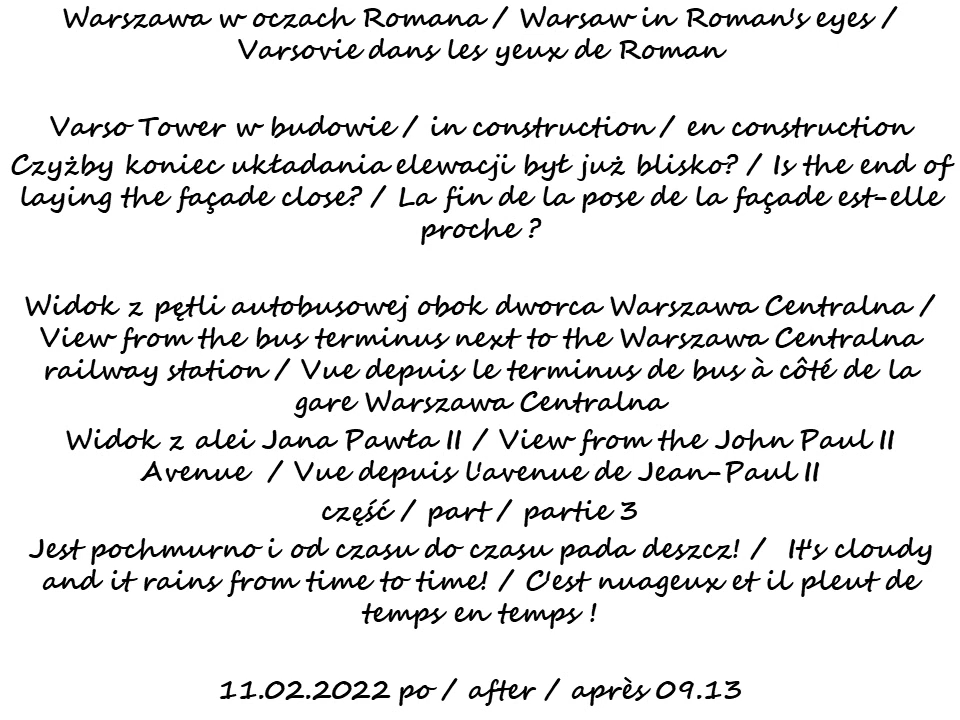 Warszawa w oczach Romana / Warsaw in Roman's eyes /
Varsovie dans les yeux de Roman
Varso Tower w budowie / in construction / en construction
Czyżby koniec układania elewacji był już blisko? / Is the end of
laying the façade close? / La fin de la pose de la façade est-elle
proche ?
Widok z pętli autobusowej obok dworca Warszawa Centralna /
View from the bus terminus next to the Warszawa Centralna
railway station / Vue depuis le terminus de bus à côté de la
gare Warszawa Centralna
Widok z alei Jana Pawła II / View from the John Paul II
Avenue / Vue depuis l'avenue de Jean-Paul II
część / part / partie 3
Jest pochmurno i od czasu do czasu pada deszcz! / It's cloudy
and it rains from time to time! / C'est nuageux et il pleut de
temps en temps !
11.02.2022 po / after / après 09.13